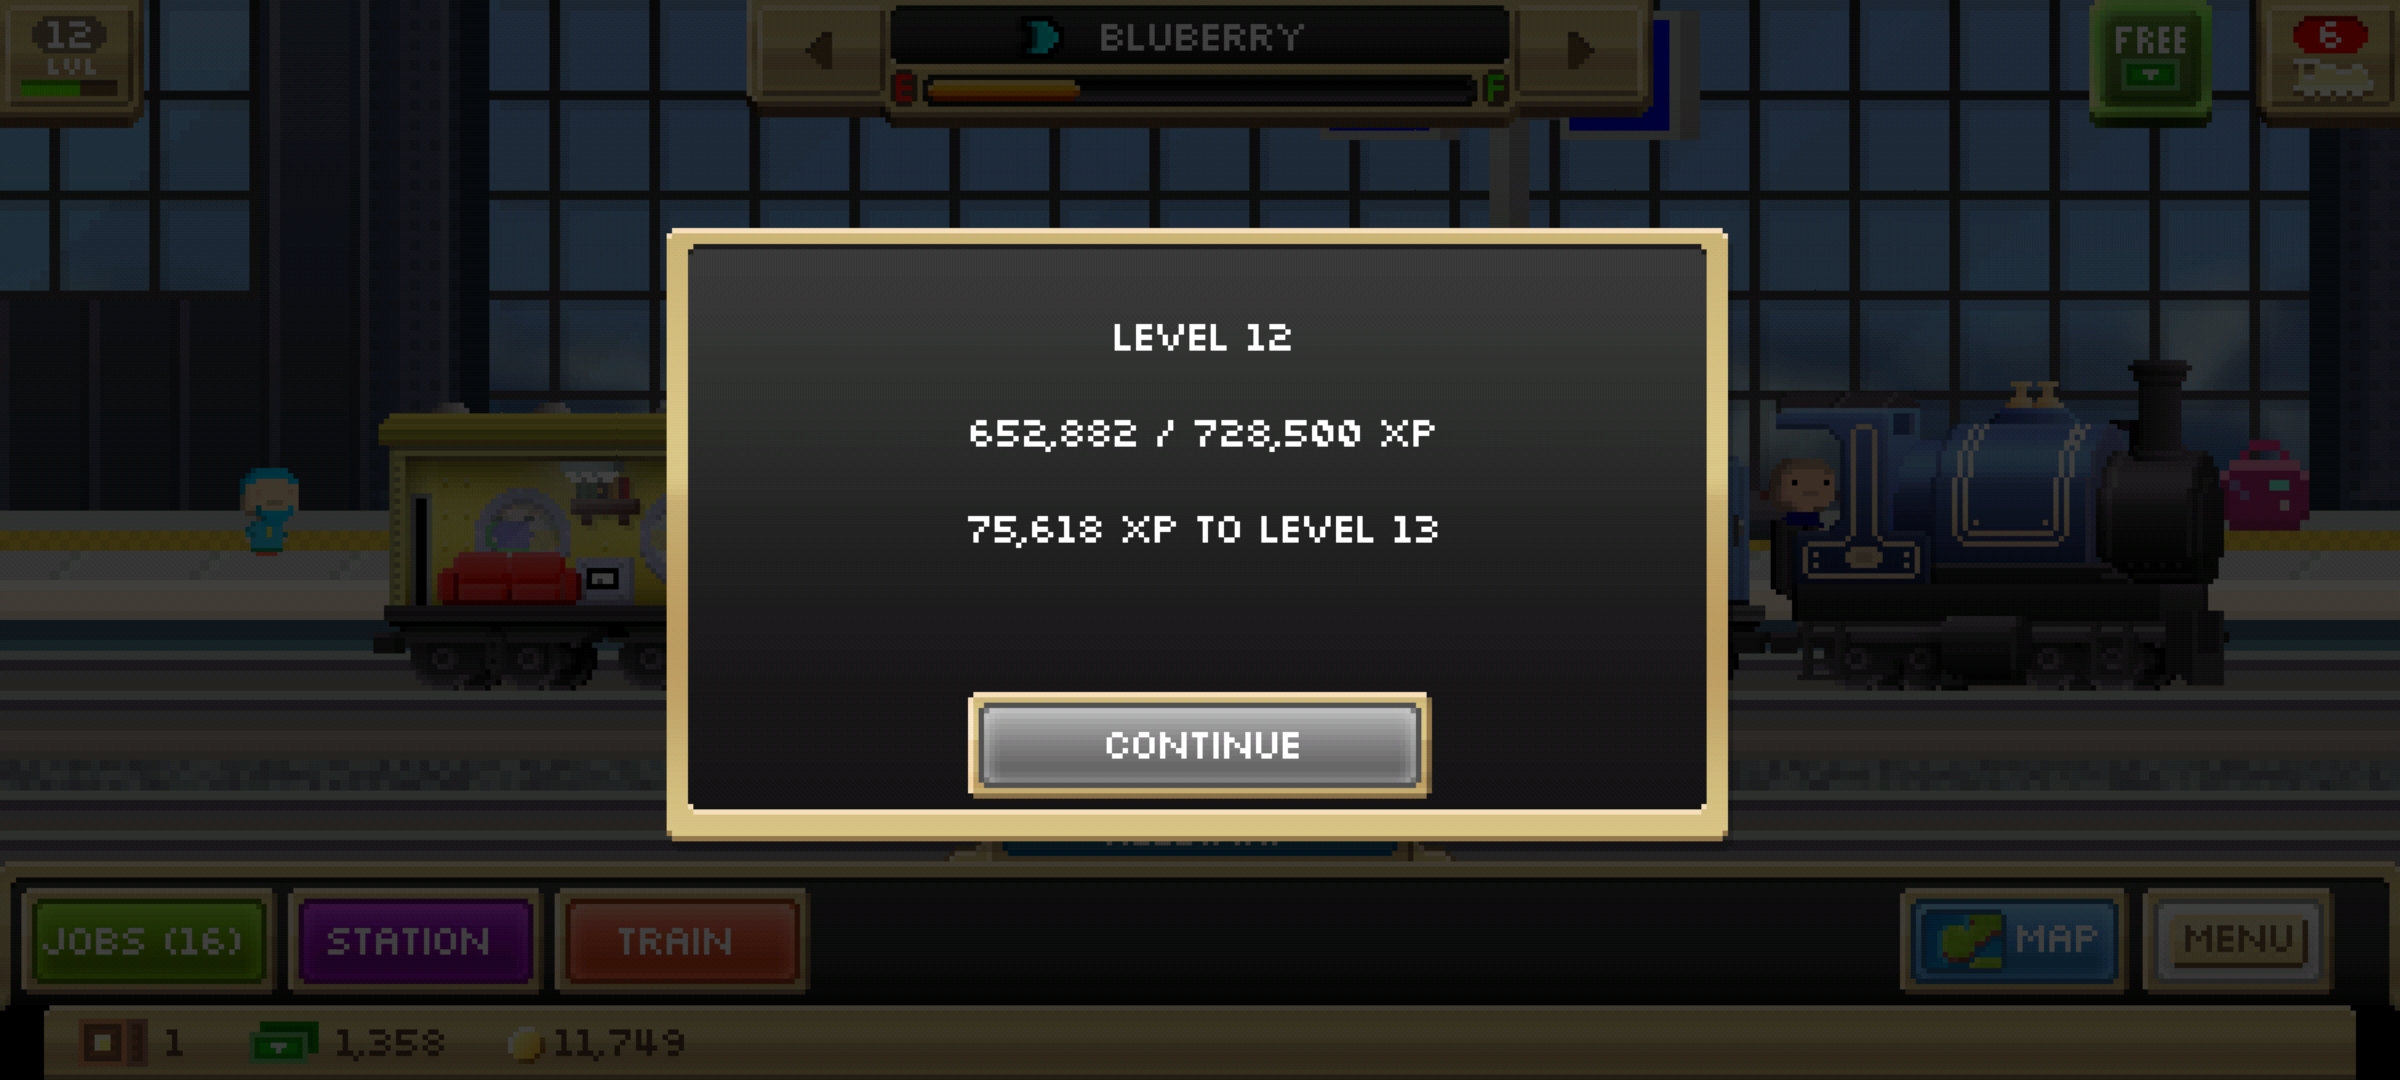 12
LVL
BLUBERRY
E F
FREE
6
LEVEL 12
652,882 / 728,500 XP
75,618 XP TO LEVEL 13
CONTINUE
JOBS (16)
STATION
TRAIN
MAP
MENU
1
1,358
11,749